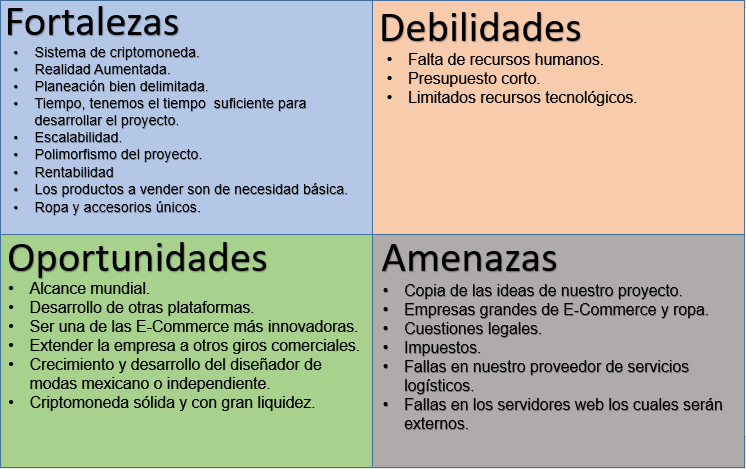 Fortalezas
• Sistema de criptomoneda.
• Realidad Aumentada.
• Planeación bien delimitada.
• Tiempo, tenemos el tiempo suficiente para
desarrollar el proyecto.
• Escalabilidad.
• Polimorfismo del proyecto.
• Rentabilidad
• Los productos a vender son de necesidad básica.
• Ropa y accesorios únicos.
Debilidades
• Falta de recursos humanos.
• Presupuesto corto.
• Limitados recursos tecnológicos.
Oportunidades
• Alcance mundial.
• Desarrollo de otras plataformas.
• Ser una de las E-Commerce más innovadoras.
• Extender la empresa a otros giros comerciales.
• Crecimiento y desarrollo del diseñador de
modas mexicano o independiente.
• Criptomoneda sólida y con gran liquidez.
Amenazas
• Copia de las ideas de nuestro proyecto.
• Empresas grandes de E-Commerce y ropa.
• Cuestiones legales.
• Impuestos.
• Fallas en nuestro proveedor de servicios
logísticos.
• Fallas en los servidores web los cuales serán
externos.